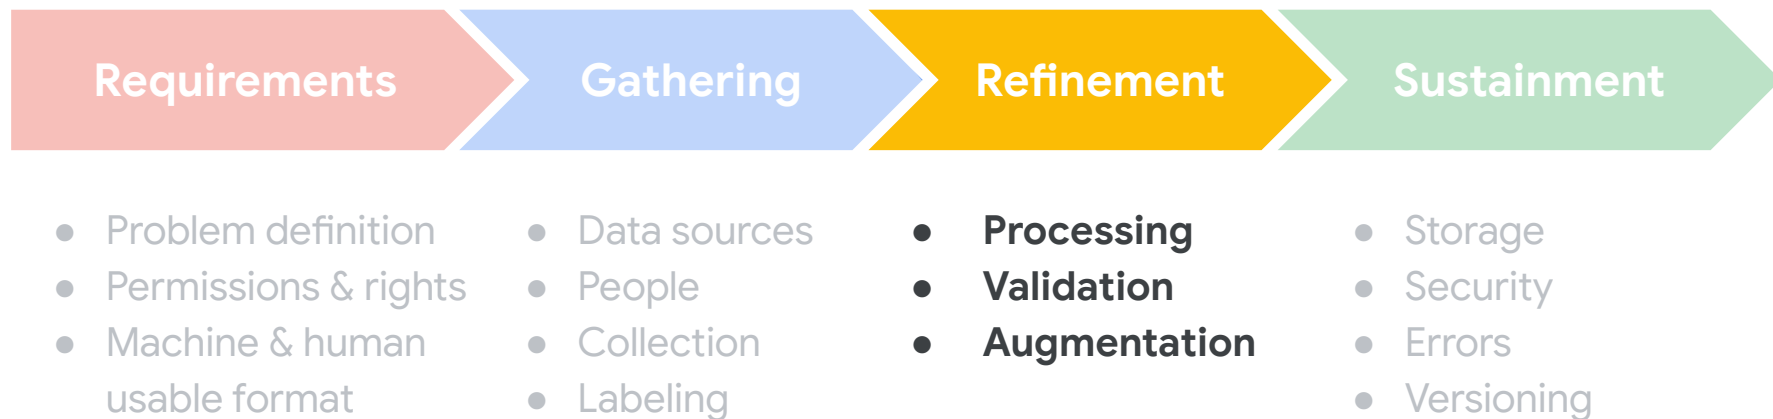 Requirements
Gathering
Refinement
Sustainment
● Problem definition
● Permissions & rights
● Machine & human
usable format
● Data sources
● People
● Collection
● Labeling
● Processing
● Validation
● Augmentation
● Storage
● Security
● Errors
● Versioning